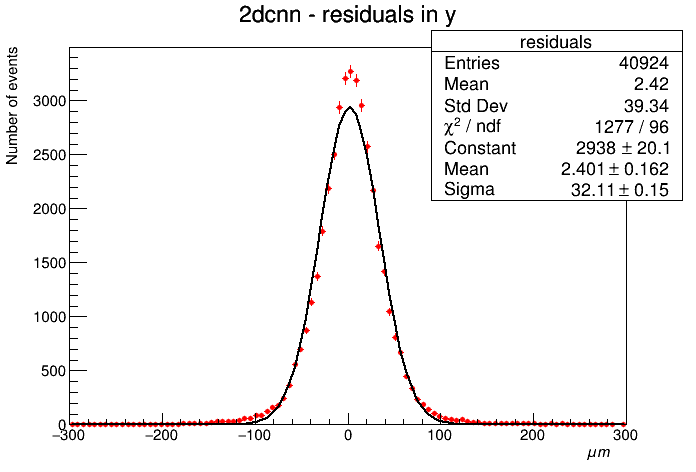 2dcnn - residuals in y
residuals
Entries 40924
Mean 2.42
Std Dev 39.34
χ² / ndf 1277 / 96
Constant 2938 ± 20.1
Mean 2.401 ± 0.162
Sigma 32.11 ± 0.15
Number of events
3000
2500
2000
1500
1000
500
0
−300 −200 −100 0 100 200 300
μm